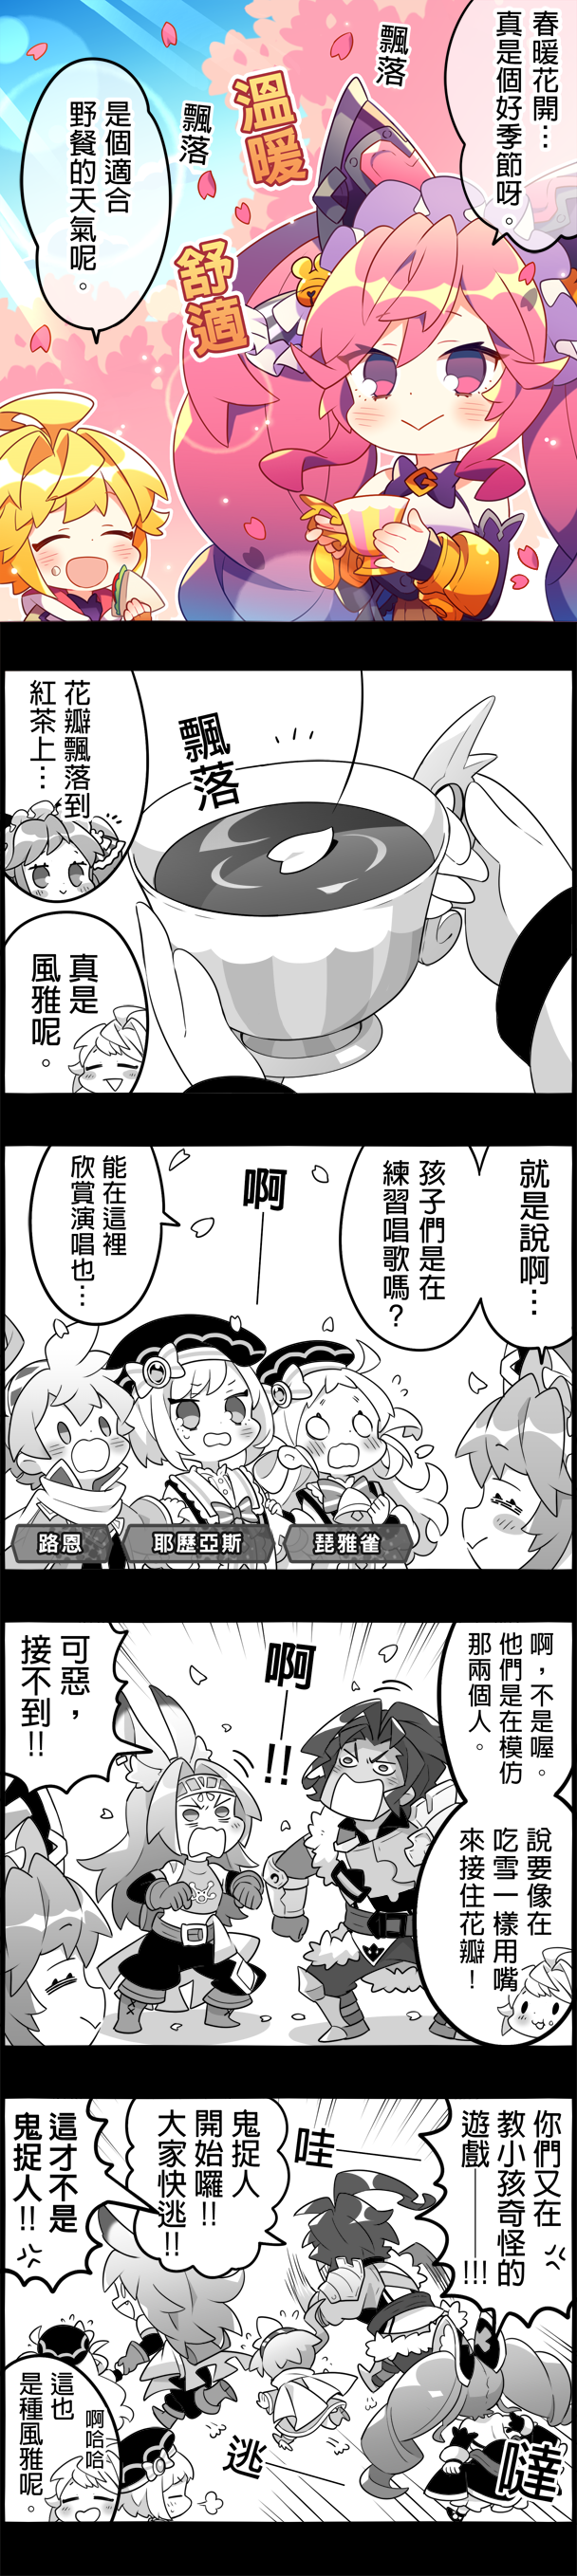 春暖花開…
真是個好季節呀。
飄落
溫暖
飄落
舒適
是個適合
野餐的天氣呢。
花瓣飄落到
紅茶上…
飄落
真是
風雅呢。
就是說啊…
孩子們是在
練習唱歌嗎？
啊——
能在這裡
欣賞演唱也…
路恩
耶歷亞斯
琵雅雀
啊，不是喔。
他們是在模仿
那兩個人。
說要像在
吃雪一樣用嘴
來接住花瓣！
啊——!!
可惡，
接不到!!
你們又在
教小孩奇怪的
遊戲——!!!
哇——
鬼捉人
開始囉!!
大家快逃!!
這才不是
鬼捉人!!
噠
逃——
啊哈哈
這也
是種風雅呢。